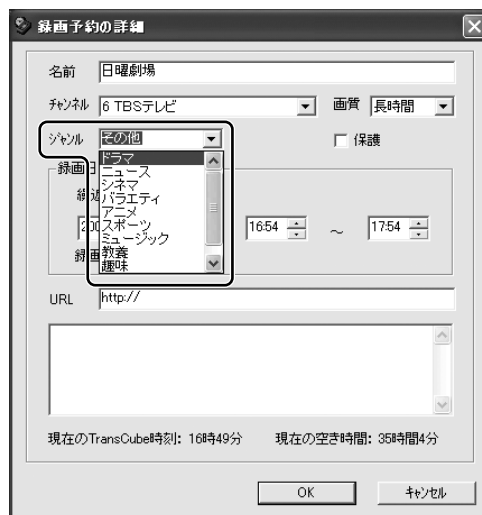 録画予約の詳細
名前 日曜劇場
ﾁｬﾝﾈﾙ 6 TBSテレビ 画質 長時間
ｼﾞｬﾝﾙ その他 保護
ドラマ
ニュース
シネマ
バラエティ
アニメ
スポーツ
ミュージック
教養
趣味
録画日
繰
200 16:54 ～ 17:54
録画
URL http://
現在のTransCube時刻: 16時49分 現在の空き時間: 35時間4分
OK ｷｬﾝｾﾙ